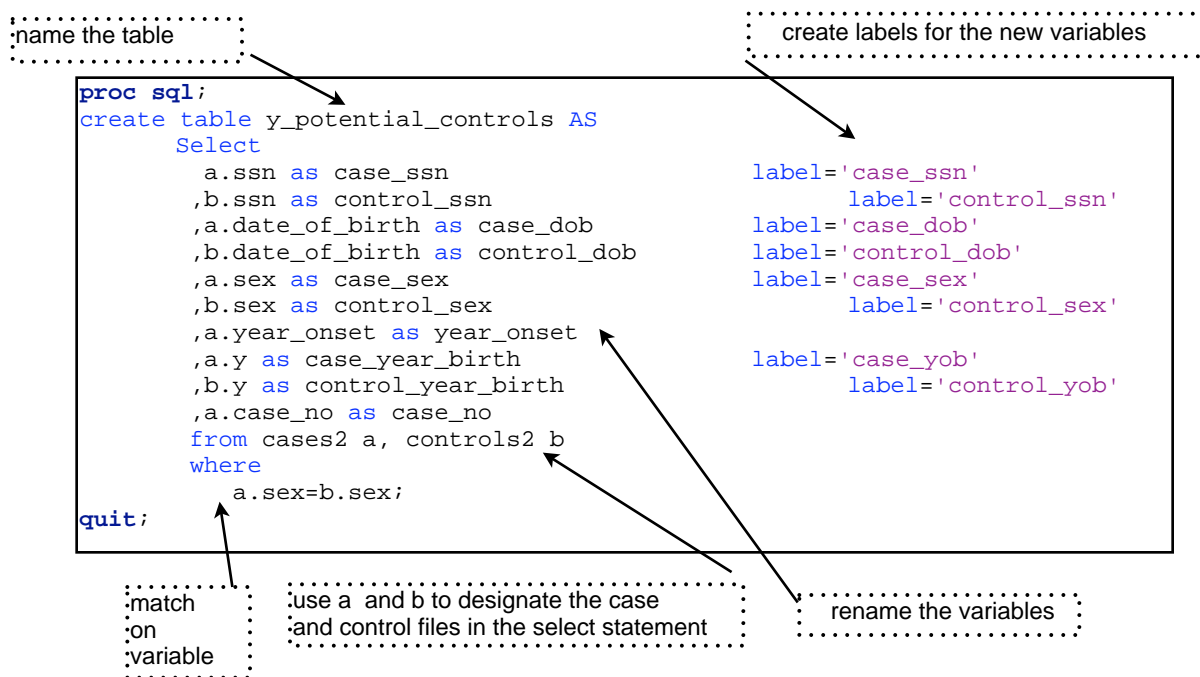 name the table
create labels for the new variables
proc sql;
create table y_potential_controls AS
Select
a.ssn as case_ssn label='case_ssn'
,b.ssn as control_ssn label='control_ssn'
,a.date_of_birth as case_dob label='case_dob'
,b.date_of_birth as control_dob label='control_dob'
,a.sex as case_sex label='case_sex'
,b.sex as control_sex label='control_sex'
,a.year_onset as year_onset
,a.y as case_year_birth label='case_yob'
,b.y as control_year_birth label='control_yob'
,a.case_no as case_no
from cases2 a, controls2 b
where
a.sex=b.sex;
quit;
match
on
variable
use a and b to designate the case
and control files in the select statement
rename the variables